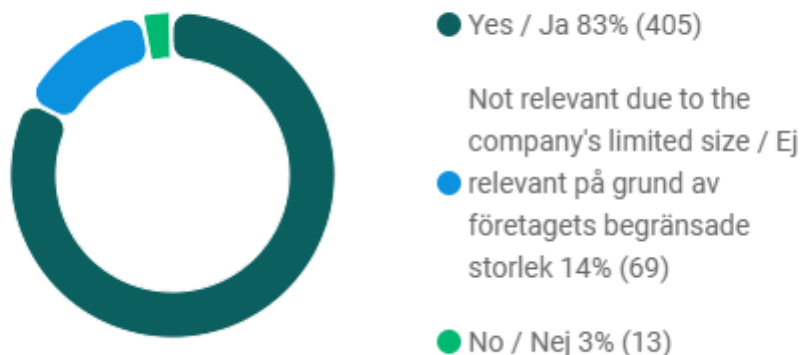 Yes / Ja 83% (405)
Not relevant due to the
company's limited size / Ej
relevant på grund av
företagets begränsade
storlek 14% (69)
No / Nej 3% (13)